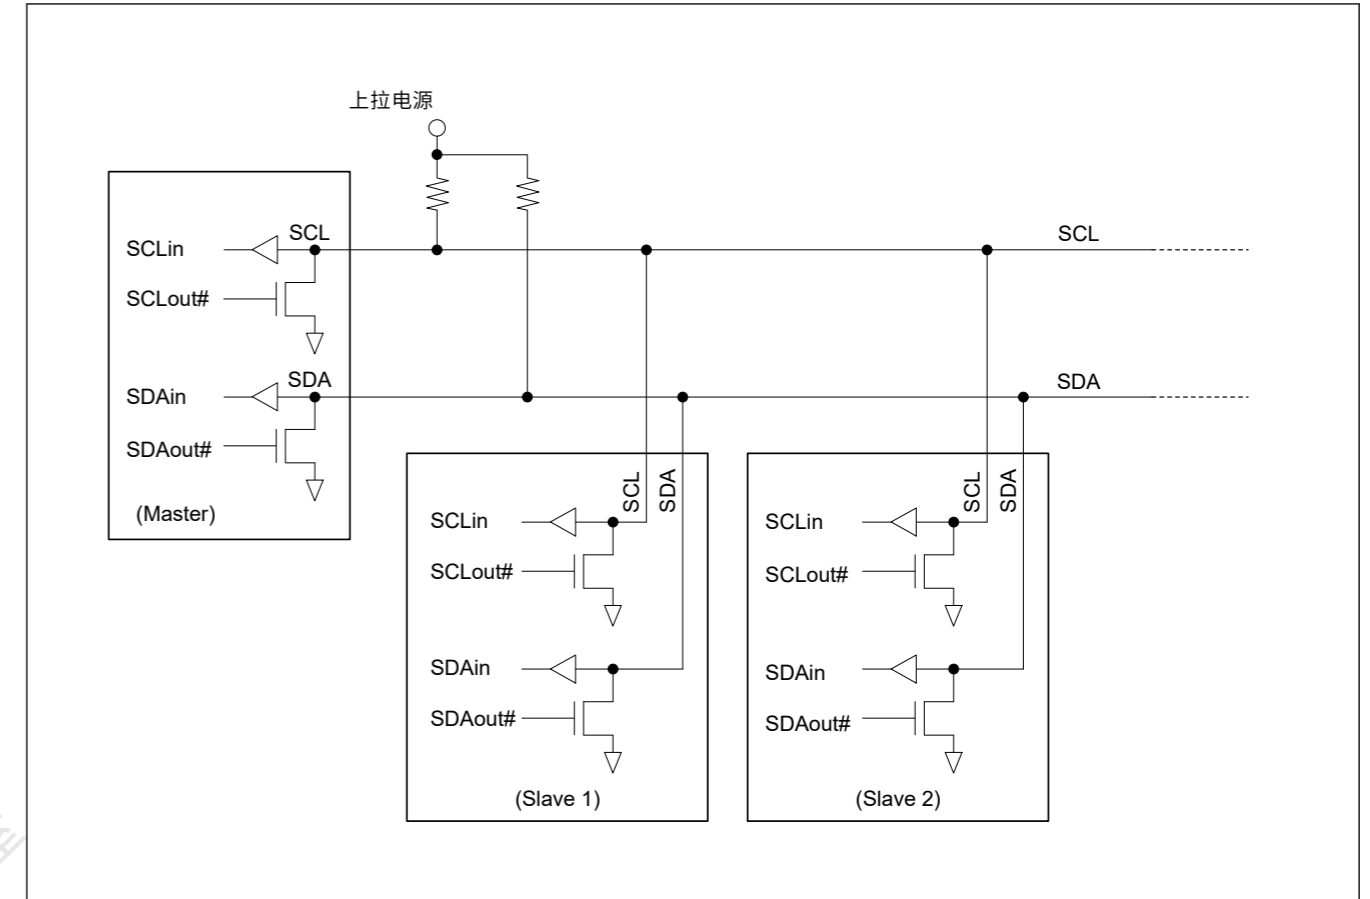 上拉电源
SCL
SCLin
SCLout#
SCL
SDA
SDAin
SDAout#
SDA
(Master)
SCL
SDA
SCLin
SCLout#
SDAin
SDAout#
(Slave 1)
SCL
SDA
SCLin
SCLout#
SDAin
SDAout#
(Slave 2)